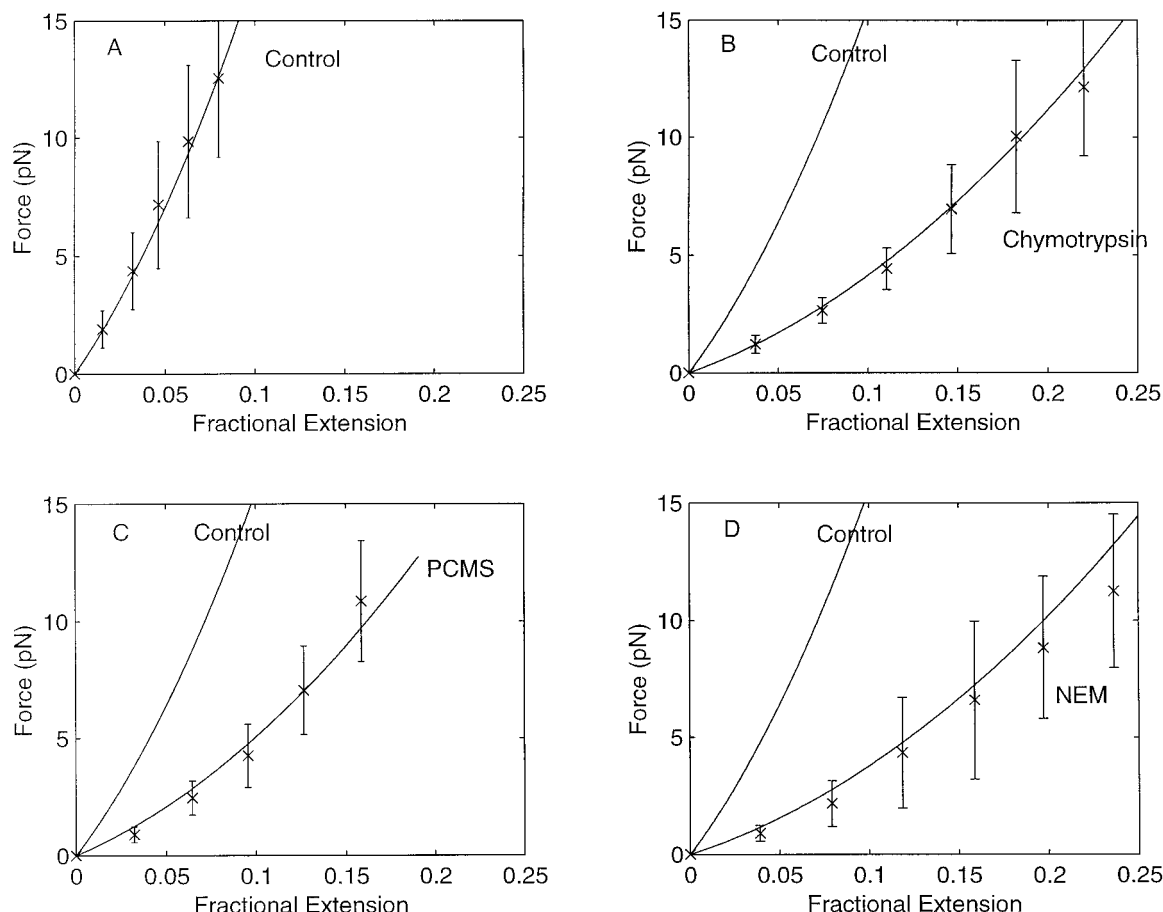 A
Control
15
10
5
0
Force (pN)
0 0.05 0.1 0.15 0.2 0.25
Fractional Extension
B
Control
Chymotrypsin
15
10
5
0
Force (pN)
0 0.05 0.1 0.15 0.2 0.25
Fractional Extension
C
Control
PCMS
15
10
5
0
Force (pN)
0 0.05 0.1 0.15 0.2 0.25
Fractional Extension
D
Control
NEM
15
10
5
0
Force (pN)
0 0.05 0.1 0.15 0.2 0.25
Fractional Extension